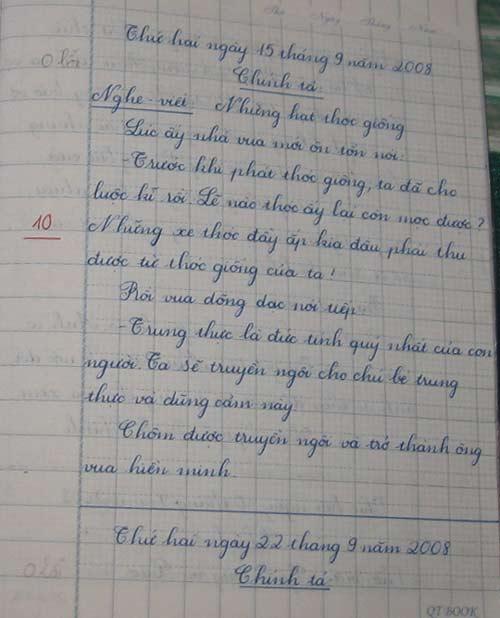 Thứ Ngày Tháng Năm
Thứ hai ngày 15 tháng 9 năm 2008
0 lỗi Chính tả
Nghe-viết: Những hạt thóc giống
Lúc ấy nhà vua mới ôn tồn nói:
- Trước khi phát thóc giống, ta đã cho
luộc kĩ rồi. Lẽ nào thóc ấy lại còn mọc được?
10 Những xe thóc đầy ắp kia đâu phải thu
được từ thóc giống của ta!
Rồi vua dõng dạc nói tiếp:
- Trung thực là đức tính quý nhất của con
người. Ta sẽ truyền ngôi cho chú bé trung
thực và dũng cảm này.
Chôm được truyền ngôi và trở thành ông
vua hiền minh.
Thứ hai ngày 22 tháng 9 năm 2008
Chính tả
QT BOOK